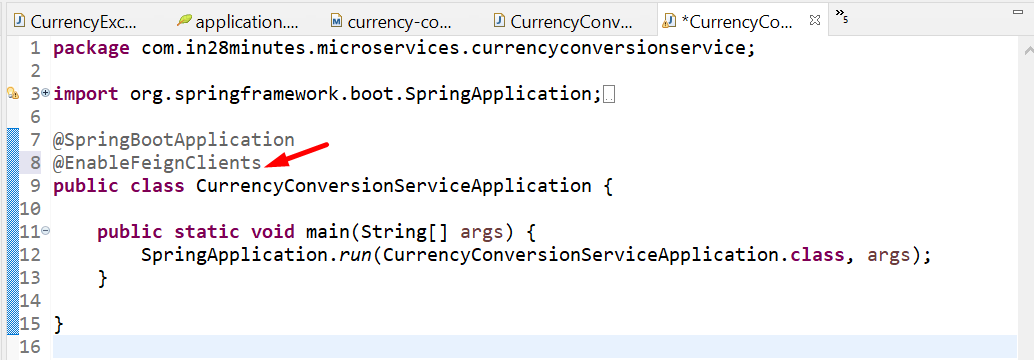 CurrencyExc... application.... currency-co... CurrencyConv... *CurrencyCo... »5
1 package com.in28minutes.microservices.currencyconversionservice;
2
3 import org.springframework.boot.SpringApplication;
6
7 @SpringBootApplication
8 @EnableFeignClients
9 public class CurrencyConversionServiceApplication {
10
11 public static void main(String[] args) {
12 SpringApplication.run(CurrencyConversionServiceApplication.class, args);
13 }
14
15 }
16